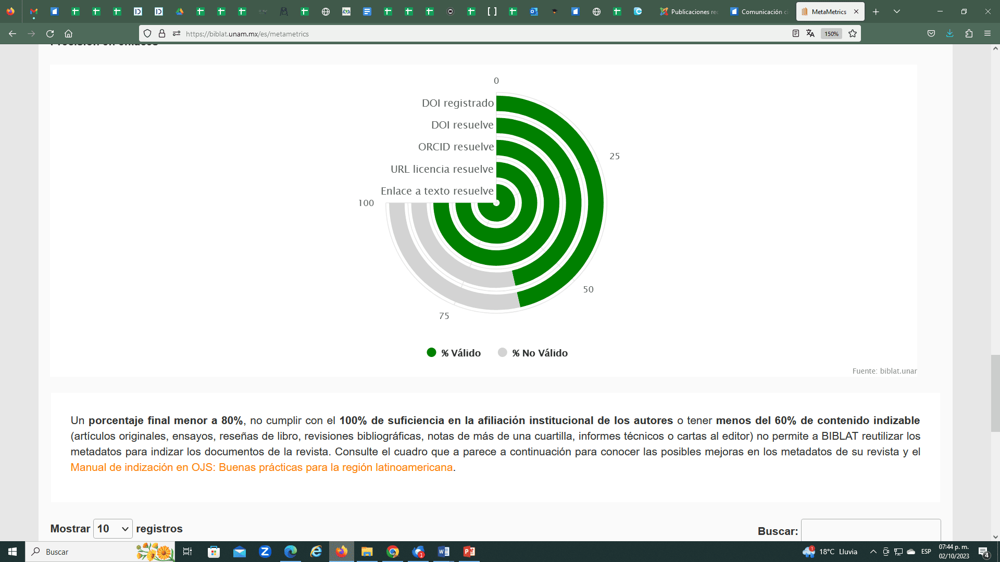 Publicaciones re
Comunicación ci
MetaMetrics
https://biblat.unam.mx/es/metametrics
150%
Precisión en enlaces
0
DOI registrado
DOI resuelve
ORCID resuelve
25
URL licencia resuelve
Enlace a texto resuelve
100
50
75
% Válido
% No Válido
Fuente: biblat.unar
Un porcentaje final menor a 80%, no cumplir con el 100% de suficiencia en la afiliación institucional de los autores o tener menos del 60% de contenido indizable
(artículos originales, ensayos, reseñas de libro, revisiones bibliográficas, notas de más de una cuartilla, informes técnicos o cartas al editor) no permite a BIBLAT reutilizar los
metadatos para indizar los documentos de la revista. Consulte el cuadro que a parece a continuación para conocer las posibles mejoras en los metadatos de su revista y el
Manual de indización en OJS: Buenas prácticas para la región latinoamericana.
Mostrar 10 registros
Buscar:
Buscar
18°C Lluvia
ESP
07:44 p. m.
02/10/2023
4